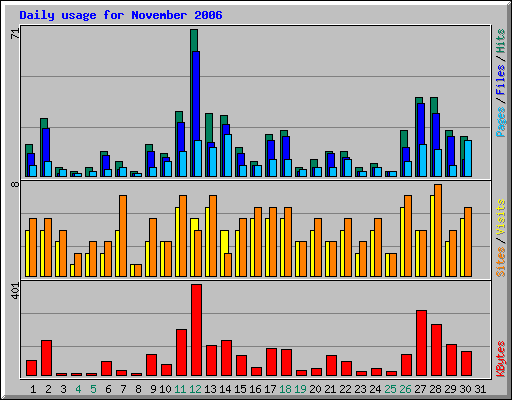 Daily usage for November 2006
71
Pages / Files / Hits
8
Sites / Visits
401
KBytes
1 2 3 4 5 6 7 8 9 10 11 12 13 14 15 16 17 18 19 20 21 22 23 24 25 26 27 28 29 30 31